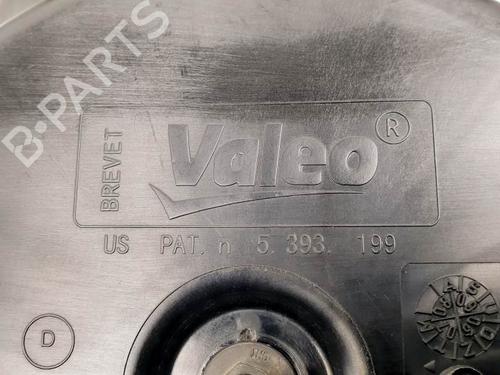 B-PARTS
BREVET
Valeo®
US PAT. n 5. 393. 199
D